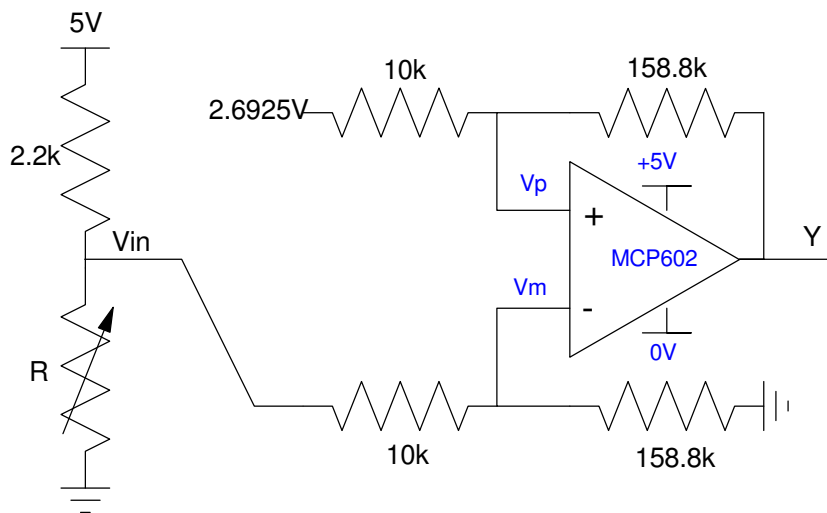 5V
10k
158.8k
2.6925V
2.2k
Vp
+5V
+
Vin
MCP602
Y
Vm
-
0V
R
10k
158.8k